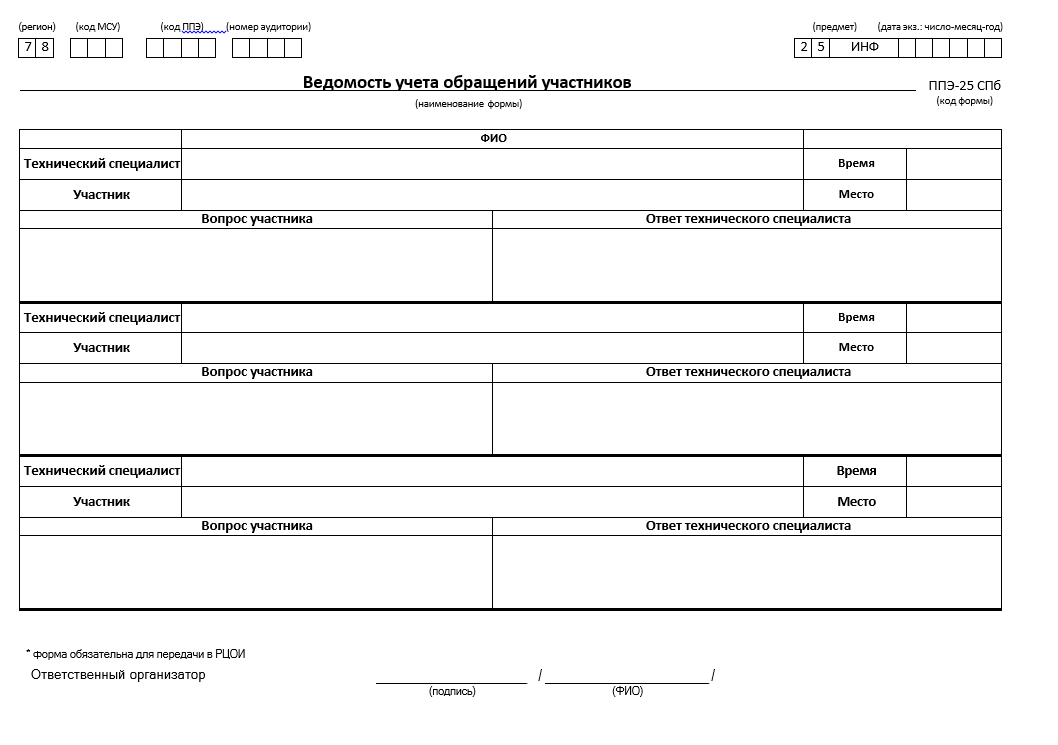 (регион) (код МСУ) (код ППЭ) (номер аудитории) (предмет) (дата экз.: число-месяц-год)
7 8 2 5 ИНФ
Ведомость учета обращений участников ППЭ-25 СПб
(наименование формы) (код формы)
ФИО
Технический специалист Время
Участник Место
Вопрос участника Ответ технического специалиста
Технический специалист Время
Участник Место
Вопрос участника Ответ технического специалиста
Технический специалист Время
Участник Место
Вопрос участника Ответ технического специалиста
* форма обязательна для передачи в РЦОИ
Ответственный организатор / /
(подпись) (ФИО)